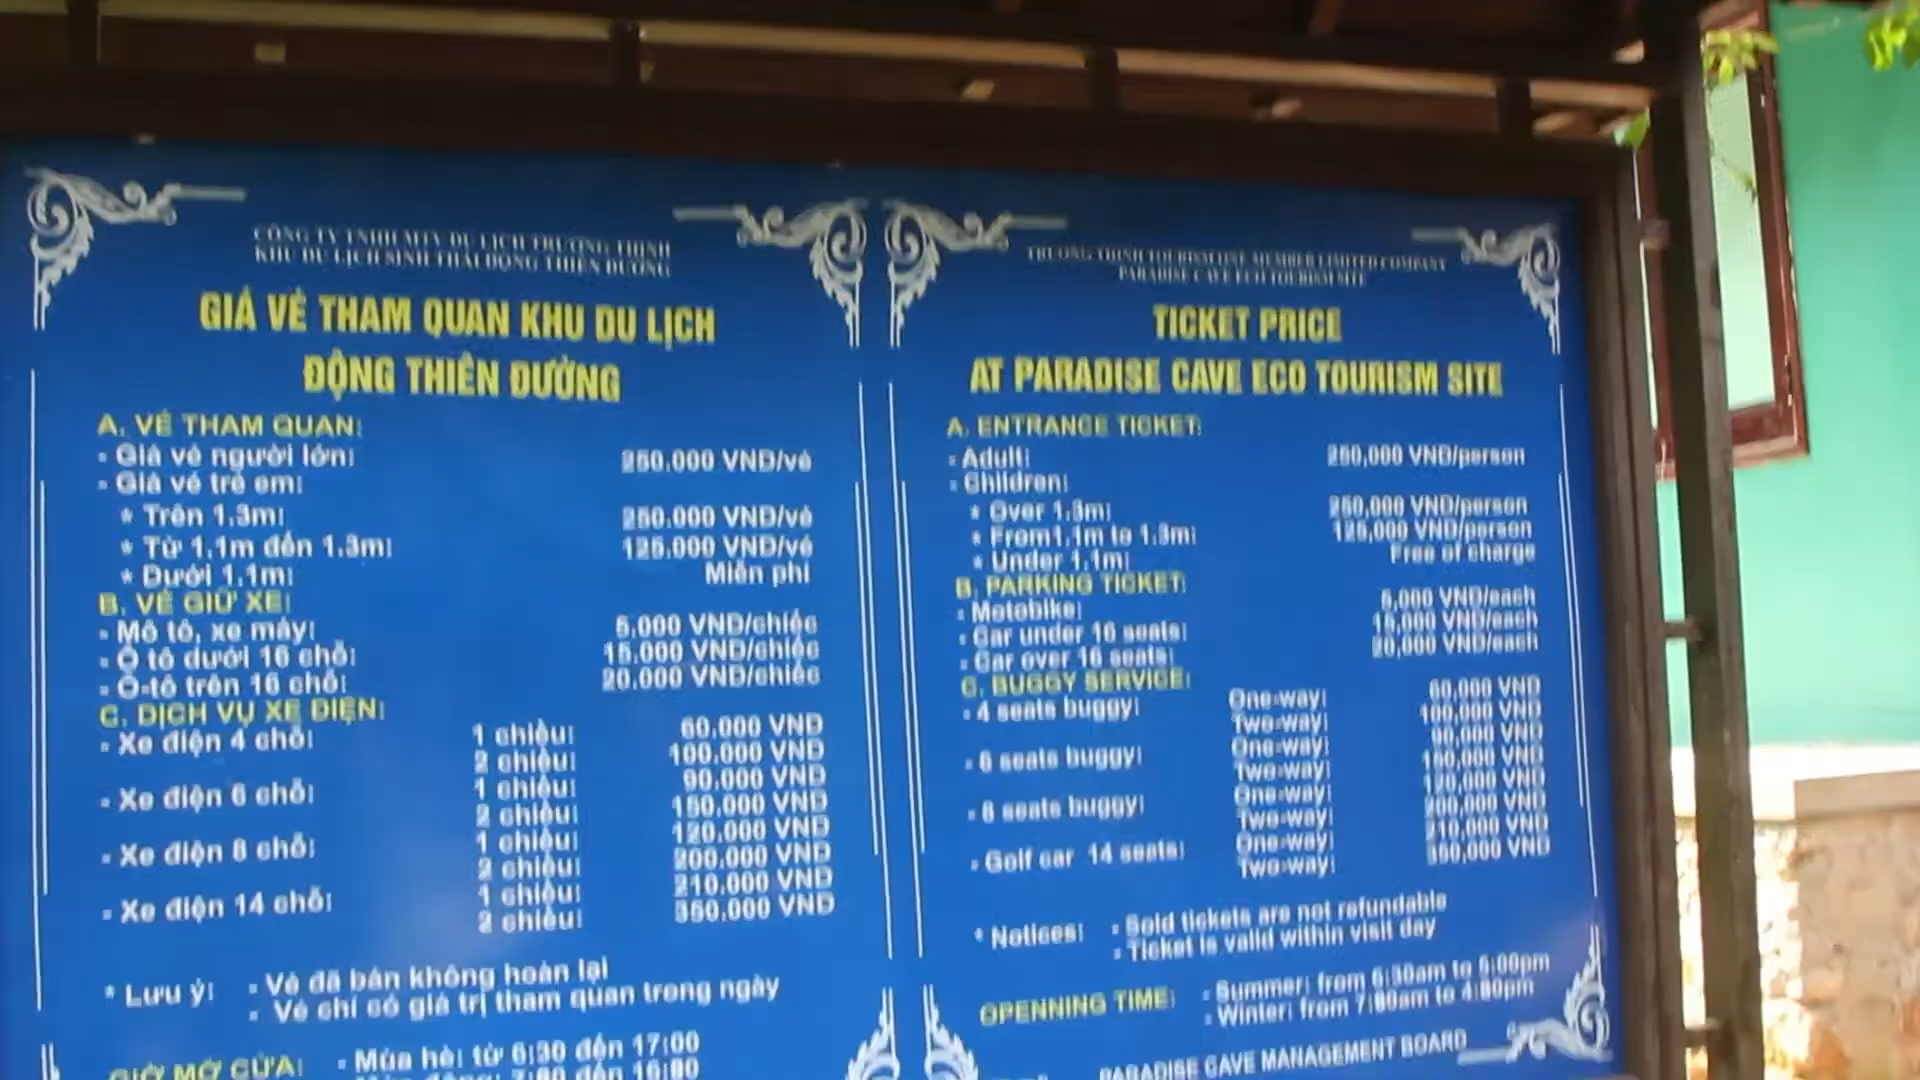 CÔNG TY TNHH MTV DU LỊCH TRƯỜNG THỊNH
KHU DU LỊCH SINH THÁI ĐỘNG THIÊN ĐƯỜNG
GIÁ VÉ THAM QUAN KHU DU LỊCH
ĐỘNG THIÊN ĐƯỜNG
A. VÉ THAM QUAN:
- Giá vé người lớn: 250.000 VNĐ/vé
- Giá vé trẻ em:
* Trên 1.3m: 250.000 VNĐ/vé
* Từ 1.1m đến 1.3m: 125.000 VNĐ/vé
* Dưới 1.1m: Miễn phí
B. VÉ GIỮ XE:
- Mô tô, xe máy: 5.000 VNĐ/chiếc
- Ô tô dưới 16 chỗ: 15.000 VNĐ/chiếc
- Ô-tô trên 16 chỗ: 20.000 VNĐ/chiếc
C. DỊCH VỤ XE ĐIỆN:
- Xe điện 4 chỗ: 1 chiều: 60.000 VNĐ
2 chiều: 100.000 VNĐ
- Xe điện 6 chỗ: 1 chiều: 90.000 VNĐ
2 chiều: 150.000 VNĐ
- Xe điện 8 chỗ: 1 chiều: 120.000 VNĐ
2 chiều: 200.000 VNĐ
- Xe điện 14 chỗ: 1 chiều: 210.000 VNĐ
2 chiều: 350.000 VNĐ
* Lưu ý: - Vé đã bán không hoàn lại
- Vé chỉ có giá trị tham quan trong ngày
GIỜ MỞ CỬA: - Mùa hè: từ 6:30 đến 17:00
TRUONG THINH TOURISM ONE MEMBER LIMITED COMPANY
PARADISE CAVE ECO TOURISM SITE
TICKET PRICE
AT PARADISE CAVE ECO TOURISM SITE
A. ENTRANCE TICKET:
- Adult: 250,000 VNĐ/person
- Children:
* Over 1.3m: 250,000 VNĐ/person
* From1.1m to 1.3m: 125,000 VNĐ/person
* Under 1.1m: Free of charge
B. PARKING TICKET:
- Motobike: 5,000 VNĐ/each
- Car under 16 seats: 15,000 VNĐ/each
- Car over 16 seats: 20,000 VNĐ/each
C. BUGGY SERVICE:
- 4 seats buggy: One-way: 60,000 VNĐ
Two-way: 100,000 VNĐ
- 6 seats buggy: One-way: 90,000 VNĐ
Two-way: 150,000 VNĐ
- 8 seats buggy: One-way: 120,000 VNĐ
Two-way: 200,000 VNĐ
- Golf car 14 seats: One-way: 210,000 VNĐ
Two-way: 350,000 VNĐ
* Notices: - Sold tickets are not refundable
- Ticket is valid within visit day
OPENNING TIME: - Summer: from 6:30am to 5:00pm
- Winter: from 7:00am to 4:30pm
PARADISE CAVE MANAGEMENT BOARD